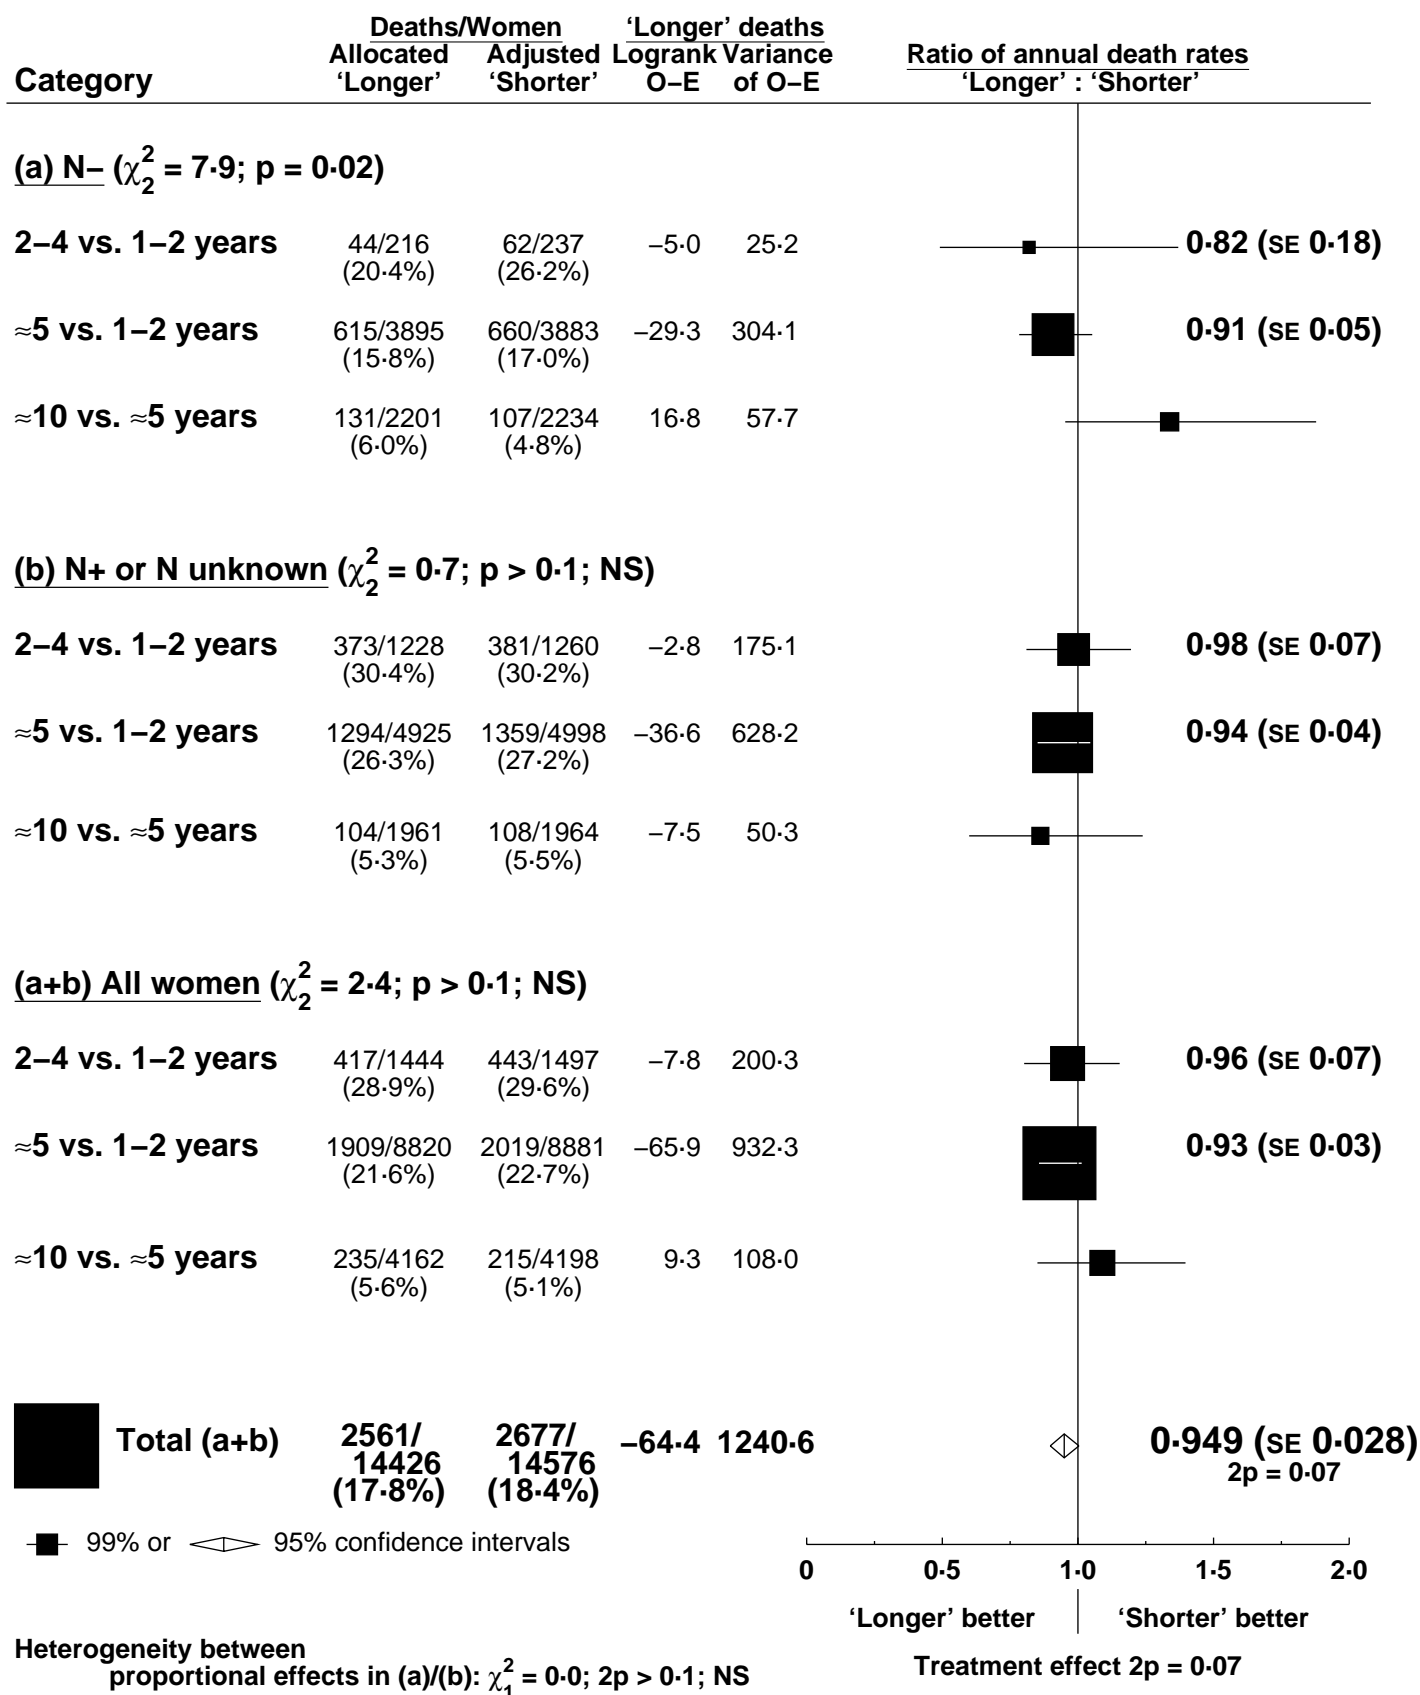 Deaths/Women ‘Longer’ deaths
Allocated Adjusted Logrank Variance Ratio of annual death rates
Category ‘Longer’ ‘Shorter’ O–E of O–E ‘Longer’ : ‘Shorter’
(a) N– (χ²₂ = 7·9; p = 0·02)
2–4 vs. 1–2 years 44/216 62/237 –5·0 25·2 0·82 (SE 0·18)
(20·4%) (26·2%)
≈5 vs. 1–2 years 615/3895 660/3883 –29·3 304·1 0·91 (SE 0·05)
(15·8%) (17·0%)
≈10 vs. ≈5 years 131/2201 107/2234 16·8 57·7
(6·0%) (4·8%)
(b) N+ or N unknown (χ²₂ = 0·7; p > 0·1; NS)
2–4 vs. 1–2 years 373/1228 381/1260 –2·8 175·1 0·98 (SE 0·07)
(30·4%) (30·2%)
≈5 vs. 1–2 years 1294/4925 1359/4998 –36·6 628·2 0·94 (SE 0·04)
(26·3%) (27·2%)
≈10 vs. ≈5 years 104/1961 108/1964 –7·5 50·3
(5·3%) (5·5%)
(a+b) All women (χ²₂ = 2·4; p > 0·1; NS)
2–4 vs. 1–2 years 417/1444 443/1497 –7·8 200·3 0·96 (SE 0·07)
(28·9%) (29·6%)
≈5 vs. 1–2 years 1909/8820 2019/8881 –65·9 932·3 0·93 (SE 0·03)
(21·6%) (22·7%)
≈10 vs. ≈5 years 235/4162 215/4198 9·3 108·0
(5·6%) (5·1%)
Total (a+b) 2561/ 2677/ –64·4 1240·6 0·949 (SE 0·028)
14426 14576 2p = 0·07
(17·8%) (18·4%)
99% or 95% confidence intervals
0 0·5 1·0 1·5 2·0
‘Longer’ better ‘Shorter’ better
Heterogeneity between
proportional effects in (a)/(b): χ²₁ = 0·0; 2p > 0·1; NS
Treatment effect 2p = 0·07